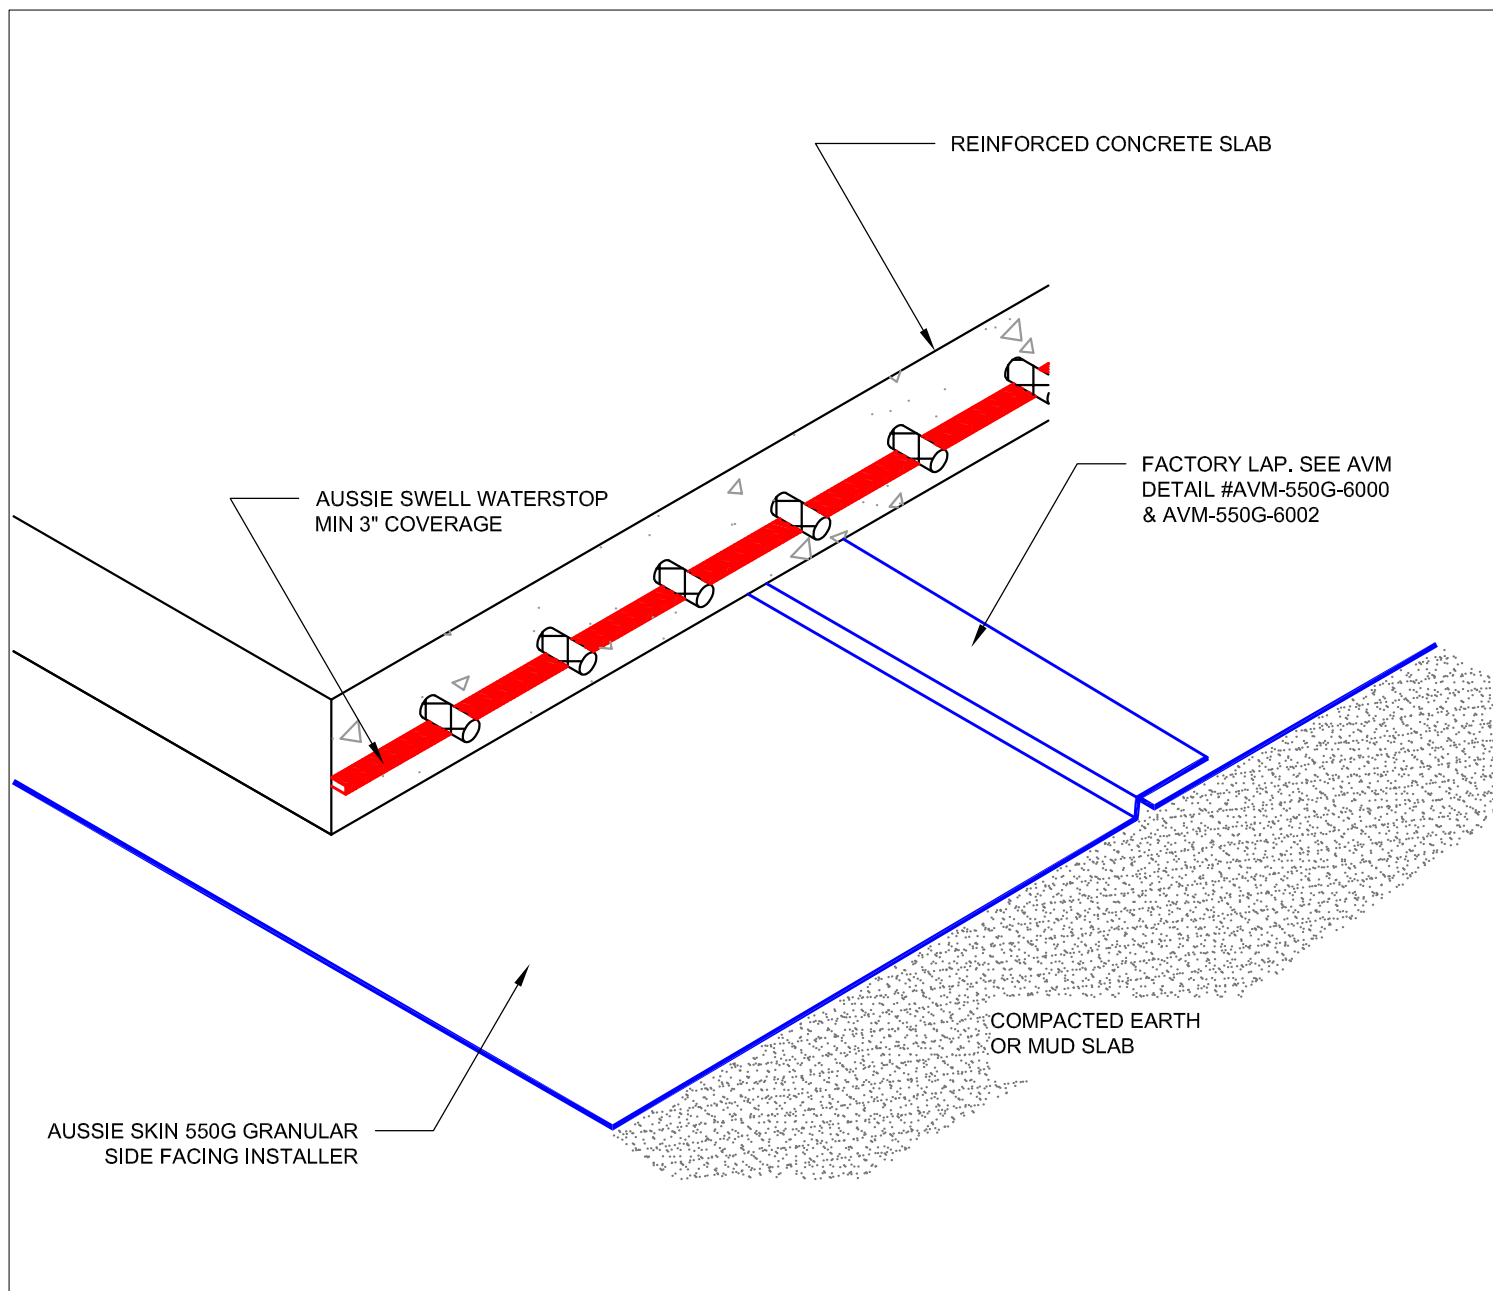 REINFORCED CONCRETE SLAB
FACTORY LAP. SEE AVM
DETAIL #AVM-550G-6000
& AVM-550G-6002
AUSSIE SWELL WATERSTOP
MIN 3" COVERAGE
COMPACTED EARTH
OR MUD SLAB
AUSSIE SKIN 550G GRANULAR
SIDE FACING INSTALLER